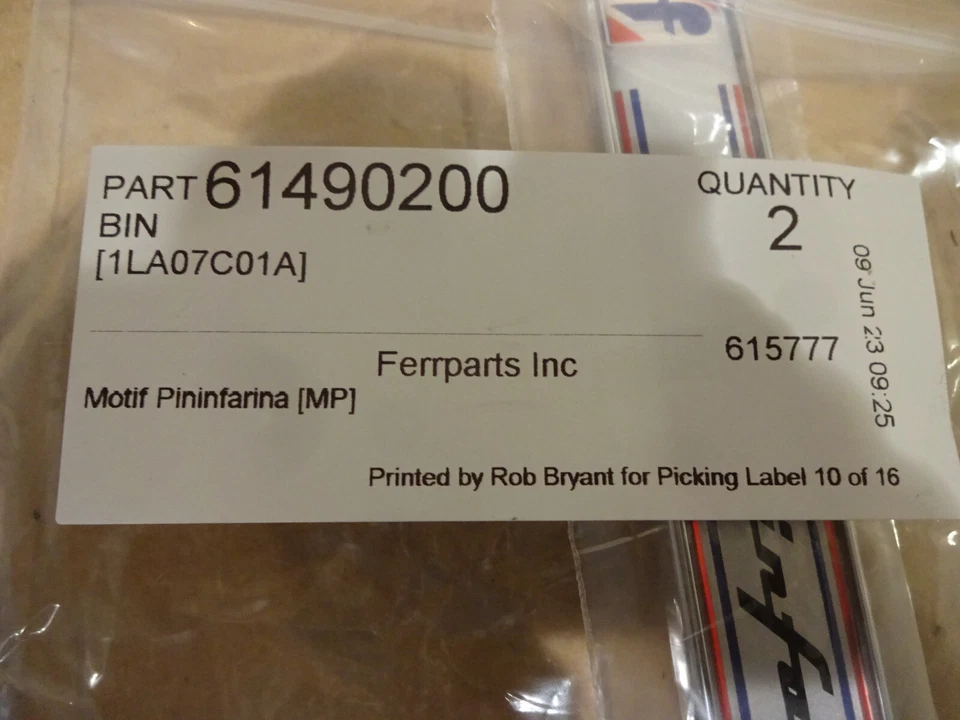 f
PART 61490200
QUANTITY
2
BIN
[1LA07C01A]
09 Jun 23 09:25
615777
Ferrparts Inc
Motif Pininfarina [MP]
Printed by Rob Bryant for Picking Label 10 of 16
infa